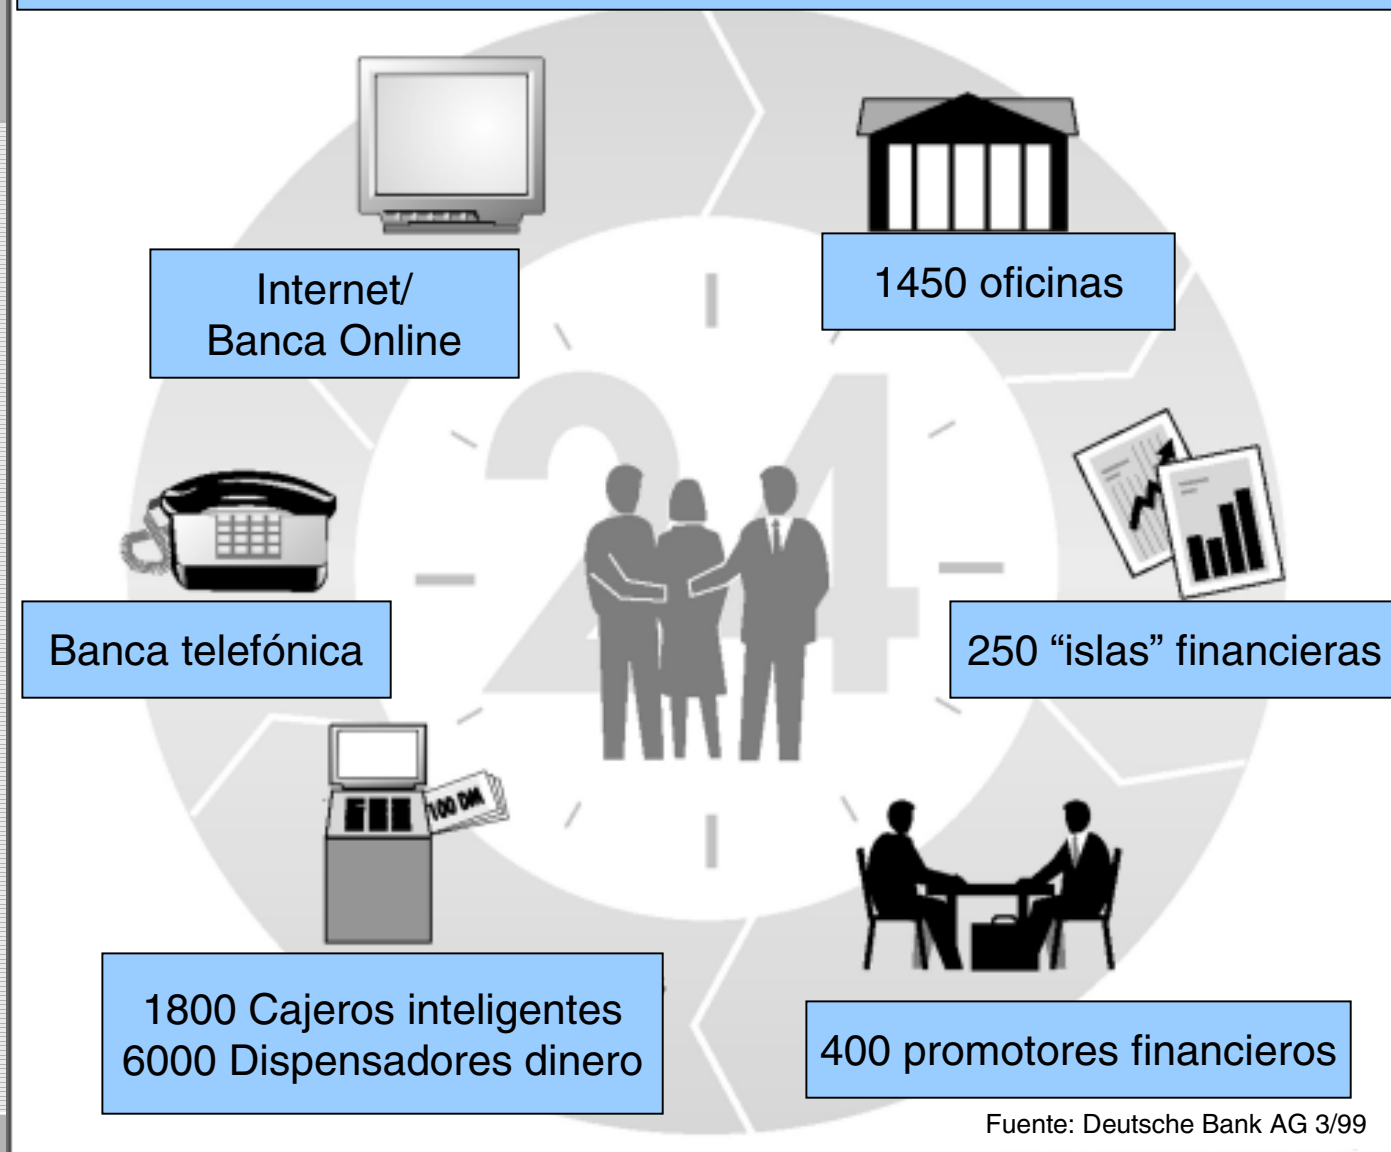 Internet/
Banca Online
1450 oficinas
24
Banca telefónica
250 “islas” financieras
100 DM
1800 Cajeros inteligentes
6000 Dispensadores dinero
400 promotores financieros
Fuente: Deutsche Bank AG 3/99